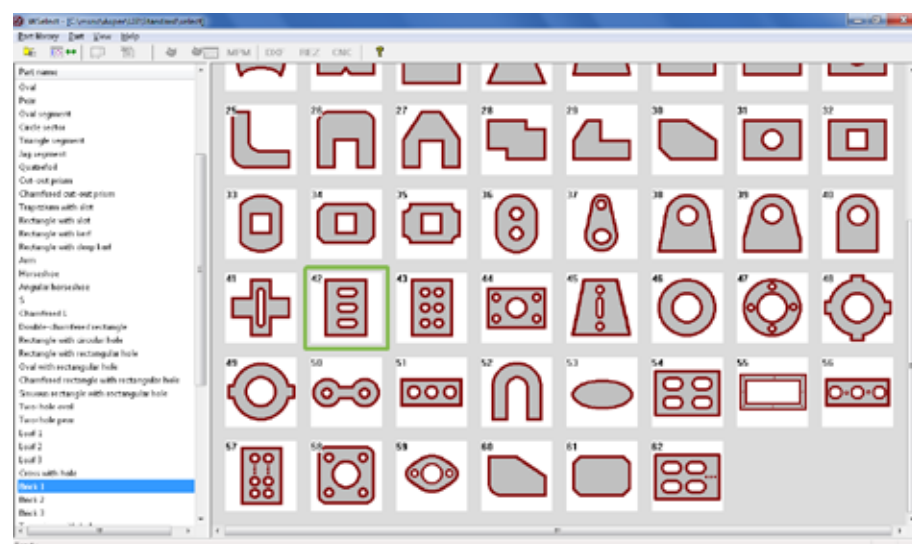 Part library Part View Help
MPM DXF REZ CNC
Part name
Oval
Pear
Oval segment
Circle sector
Triangle segment
Jag segment
Quatrefoil
Cut-out prism
Chamfered cut-out prism
Trapezium with slot
Rectangle with slot
Rectangle with kerf
Rectangle with deep kerf
Horseshoe
Angular horseshoe
S
Chamfered L
Double-chamfered rectangle
Rectangle with circular hole
Rectangle with rectangular hole
Oval with rectangular hole
Chamfered rectangle with rectangular hole
Sinuous rectangle with rectangular hole
Two-hole oval
Two-hole pear
Leaf 1
Leaf 2
Leaf 3
Cross with hole
Block 1
Block 2
Block 3
25 26 27 28 29 30 31 32
33 34 35 36 37 38 39 40
41 42 43 44 45 46 47 48
49 50 51 52 53 54 55 56
57 58 59 60 61 62